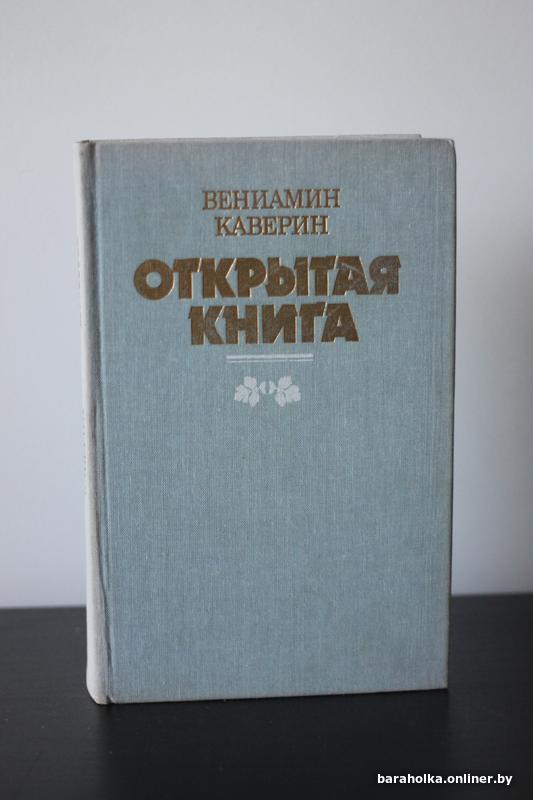 ВЕНИАМИН
КАВЕРИН
ОТКРЫТАЯ
КНИГА
baraholka.onliner.by